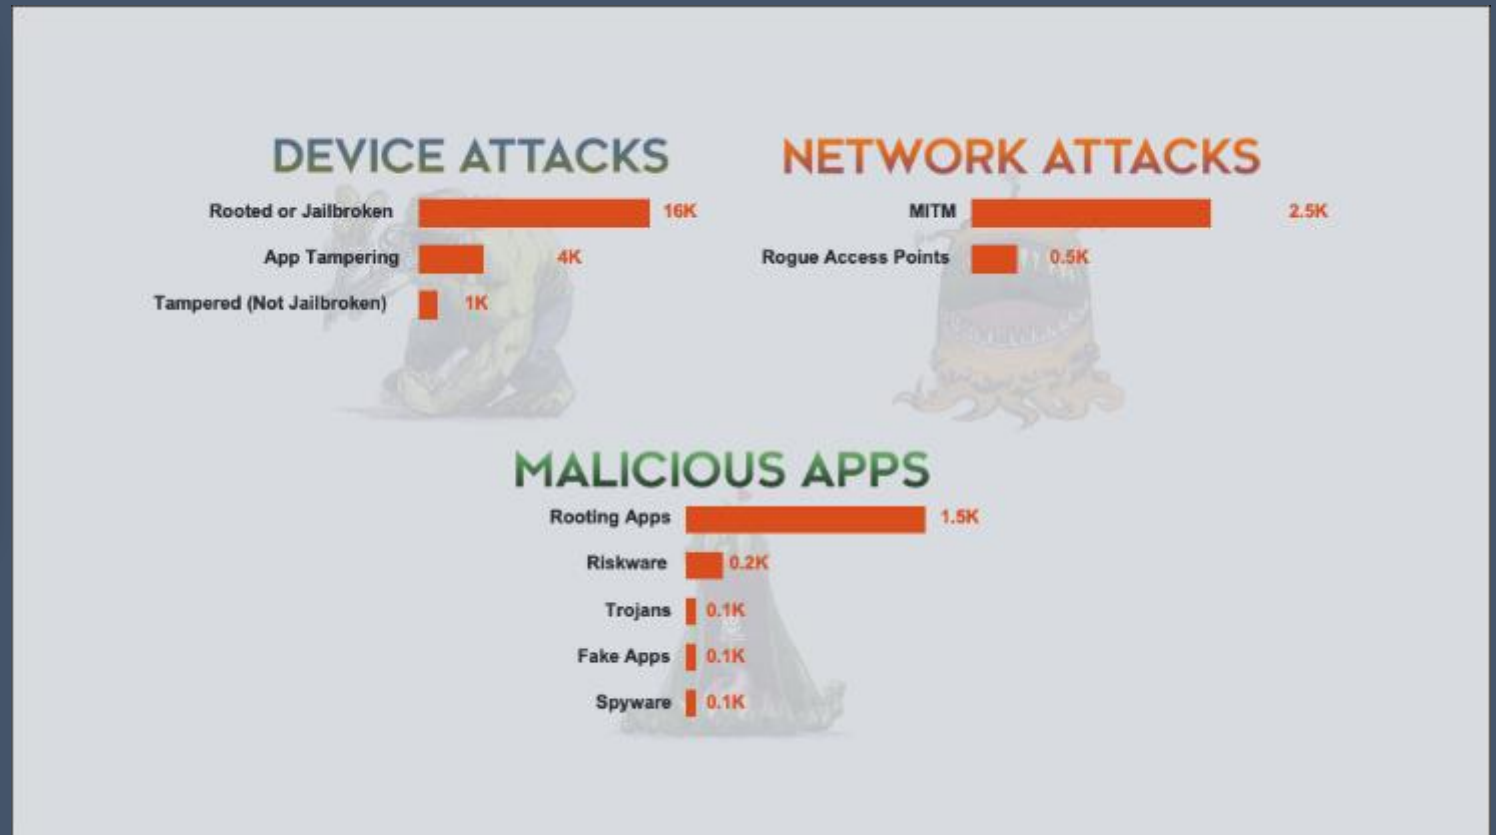 DEVICE ATTACKS
Rooted or Jailbroken 16K
App Tampering 4K
Tampered (Not Jailbroken) 1K
NETWORK ATTACKS
MITM 2.5K
Rogue Access Points 0.5K
MALICIOUS APPS
Rooting Apps 1.5K
Riskware 0.2K
Trojans 0.1K
Fake Apps 0.1K
Spyware 0.1K